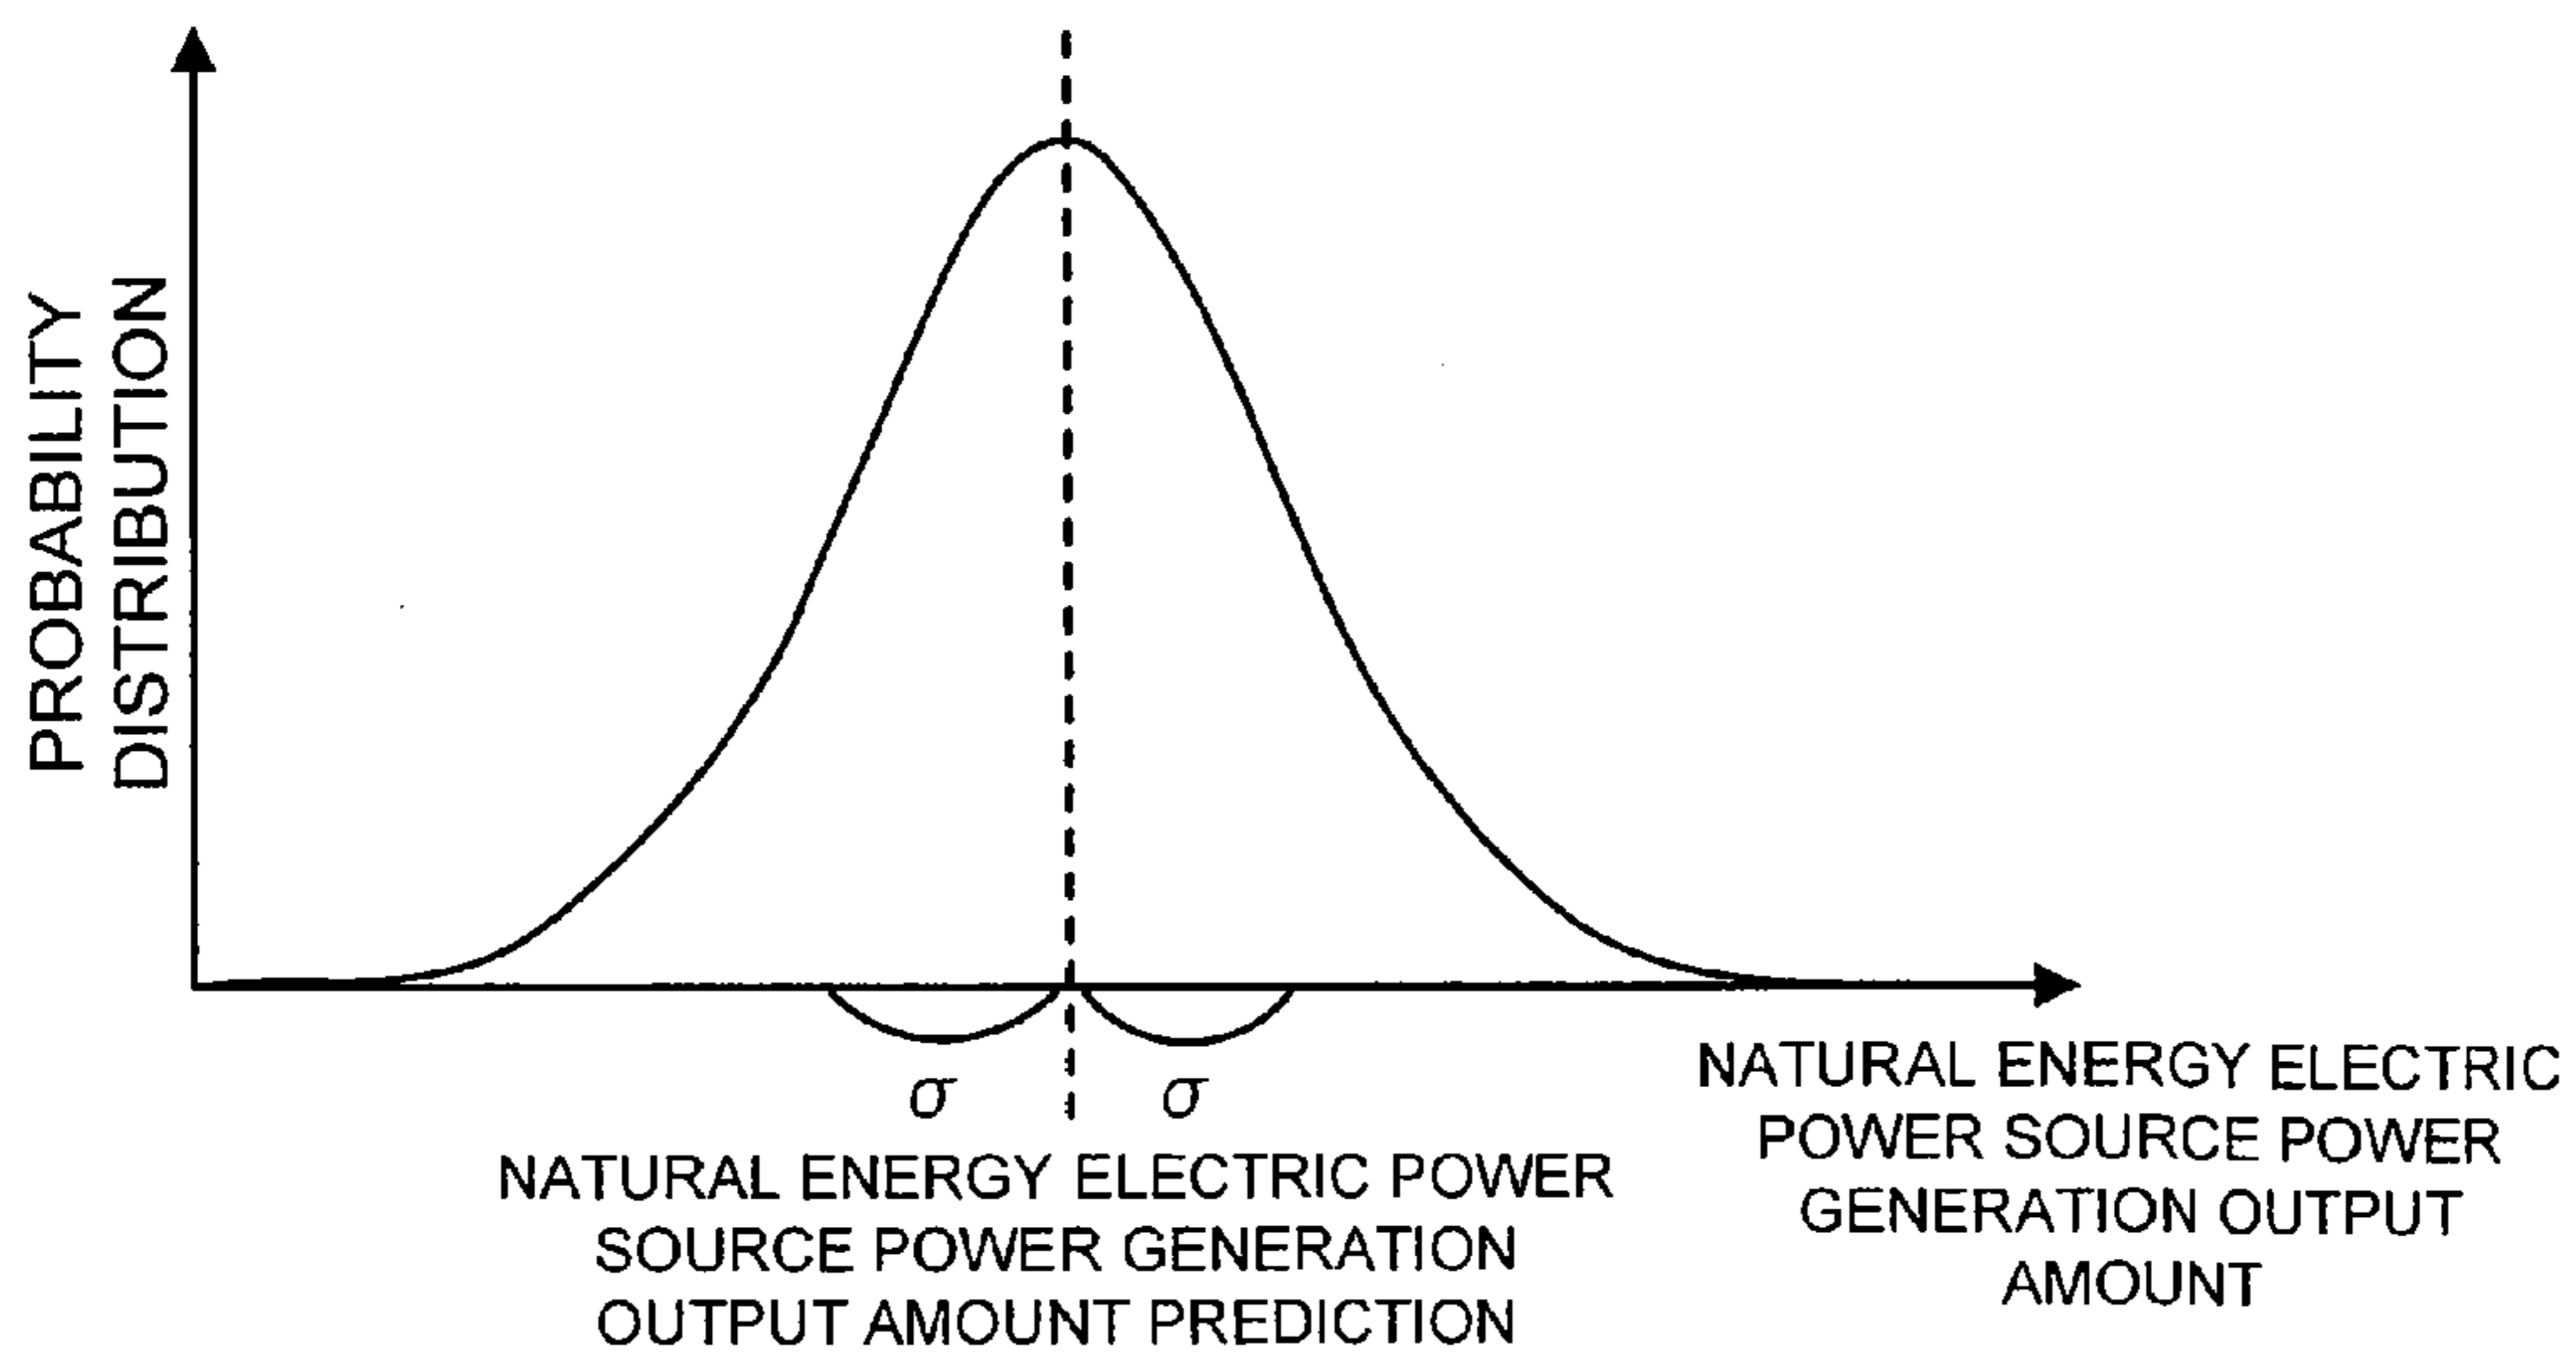 PROBABILITY
DISTRIBUTION
σ σ
NATURAL ENERGY ELECTRIC POWER
SOURCE POWER GENERATION
OUTPUT AMOUNT PREDICTION
NATURAL ENERGY ELECTRIC
POWER SOURCE POWER
GENERATION OUTPUT
AMOUNT